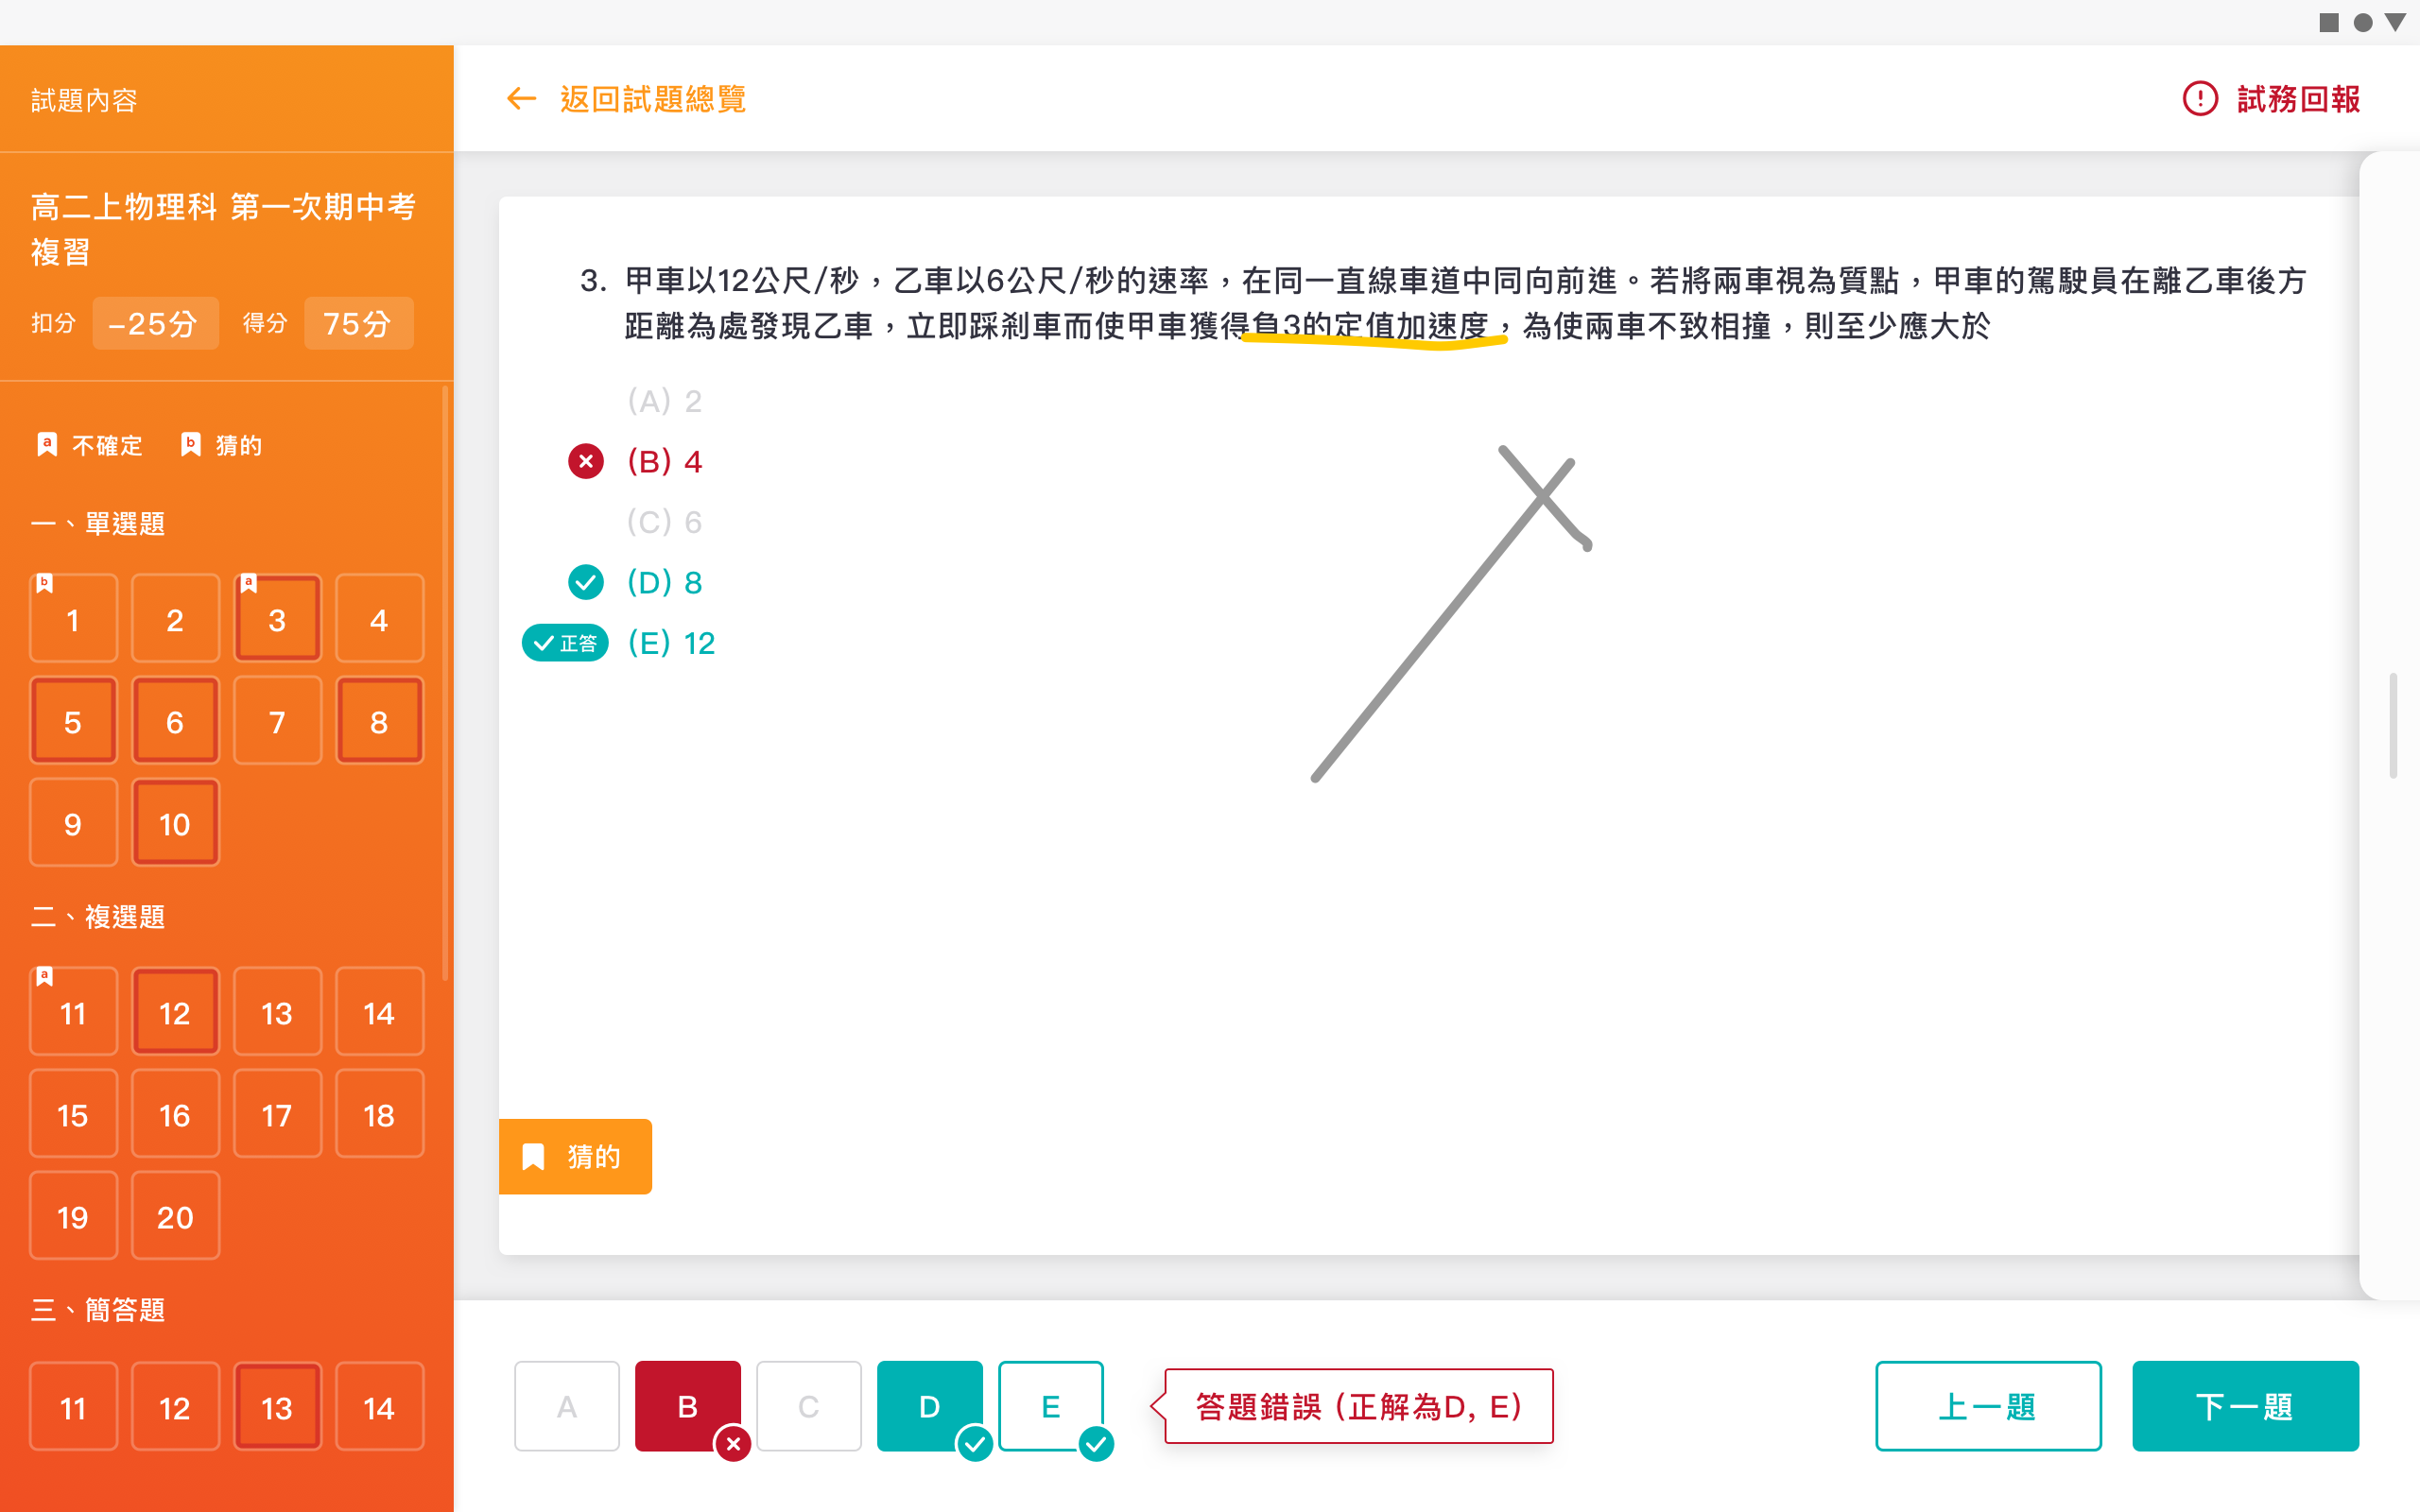 試題內容
高二上物理科 第一次期中考
複習
扣分 −25分 得分 75分
a 不確定 b 猜的
一、單選題
b 1 2 a 3 4
5 6 7 8
9 10
二、複選題
a 11 12 13 14
15 16 17 18
19 20
三、簡答題
11 12 13 14
返回試題總覽
試務回報
3. 甲車以12公尺/秒，乙車以6公尺/秒的速率，在同一直線車道中同向前進。若將兩車視為質點，甲車的駕駛員在離乙車後方
距離為處發現乙車，立即踩剎車而使甲車獲得負3的定值加速度，為使兩車不致相撞，則至少應大於
(A) 2
(B) 4
(C) 6
(D) 8
正答 (E) 12
猜的
A B C D E
答題錯誤 (正解為D, E)
上一題
下一題